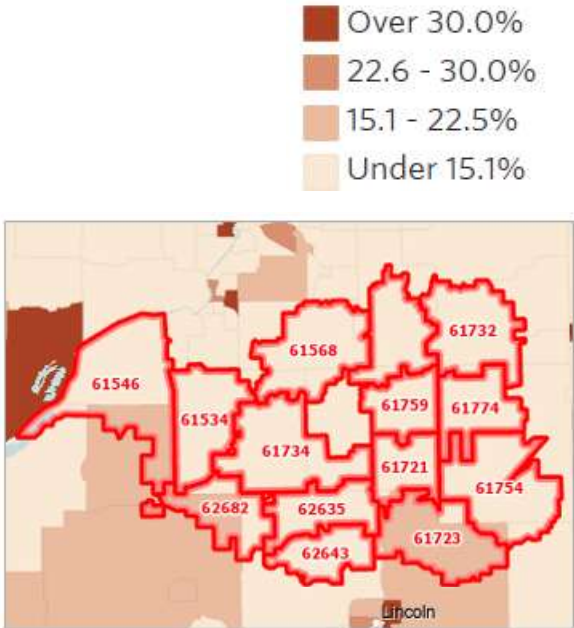 Over 30.0%
22.6 - 30.0%
15.1 - 22.5%
Under 15.1%
61732
61568
61546
61759
61774
61534
61734
61721
61754
62682
62635
61723
62643
Lincoln